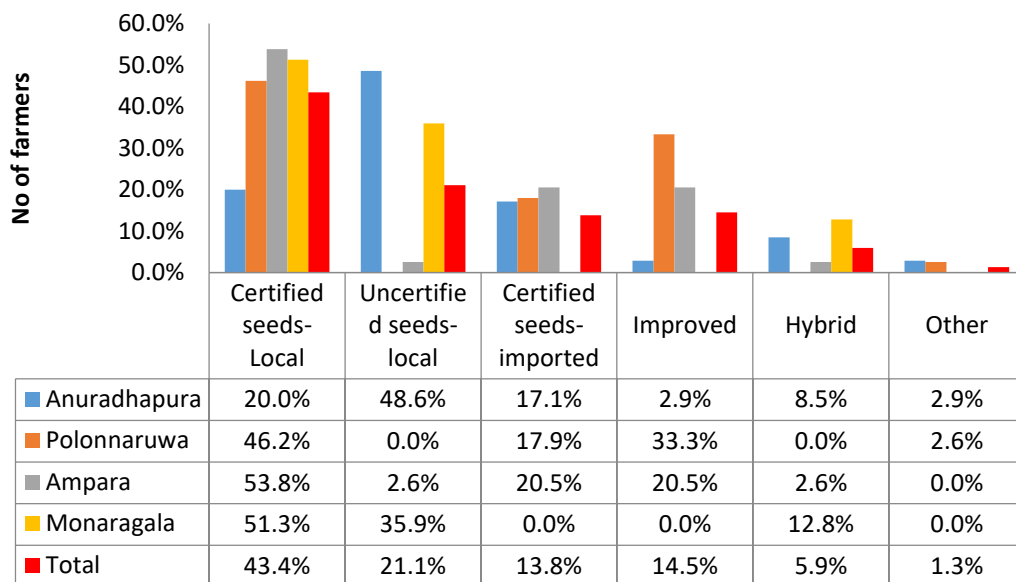 60.0%
50.0%
40.0%
30.0%
20.0%
10.0%
0.0%
No of farmers
Certified seeds-Local
Uncertified seeds-local
Certified seeds-imported
Improved
Hybrid
Other
Anuradhapura 20.0% 48.6% 17.1% 2.9% 8.5% 2.9%
Polonnaruwa 46.2% 0.0% 17.9% 33.3% 0.0% 2.6%
Ampara 53.8% 2.6% 20.5% 20.5% 2.6% 0.0%
Monaragala 51.3% 35.9% 0.0% 0.0% 12.8% 0.0%
Total 43.4% 21.1% 13.8% 14.5% 5.9% 1.3%